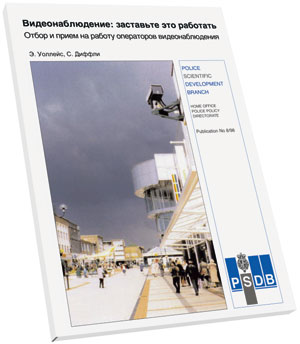 Видеонаблюдение: заставьте это работать
Отбор и прием на работу операторов видеонаблюдения
Э. Уоллейс, С. Диффли
POLICE
SCIENTIFIC
DEVELOPMENT
BRANCH
HOME OFFICE
POLICE POLICY
DIRECTORATE
Publication No 8/98
PSDB